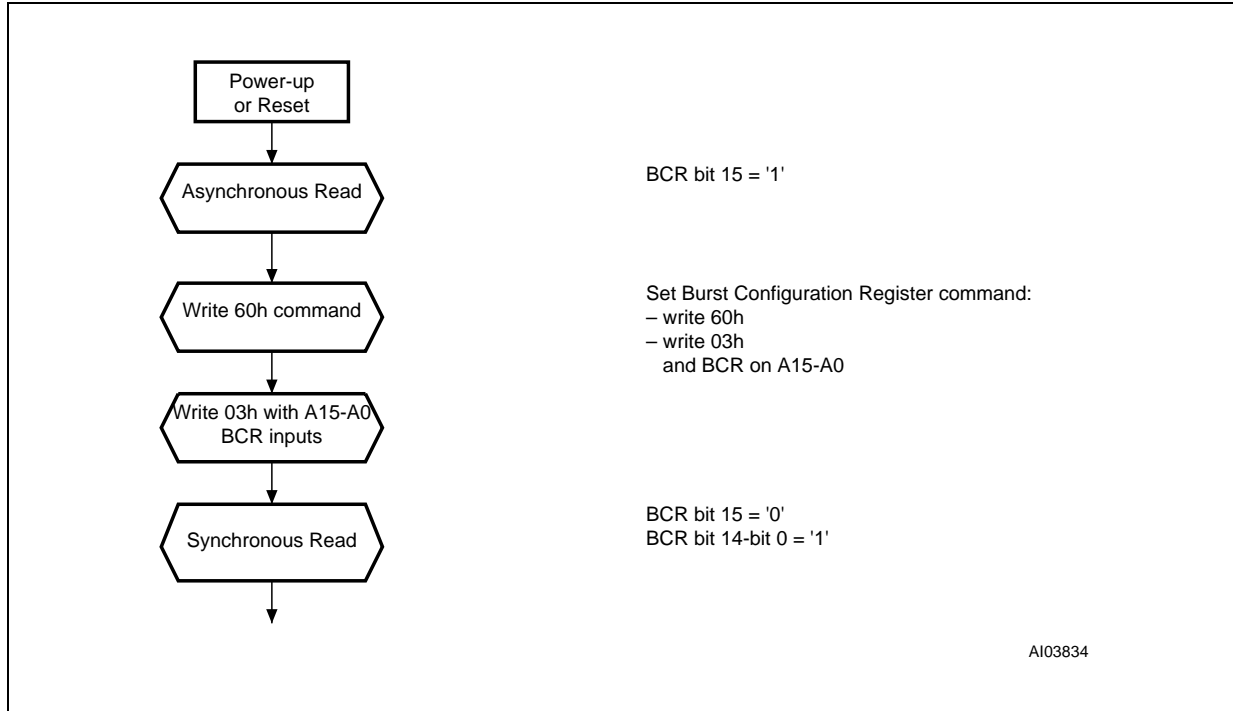 Power-up
or Reset
Asynchronous Read
BCR bit 15 = '1'
Write 60h command
Set Burst Configuration Register command:
– write 60h
– write 03h
and BCR on A15-A0
Write 03h with A15-A0
BCR inputs
Synchronous Read
BCR bit 15 = '0'
BCR bit 14-bit 0 = '1'
AI03834